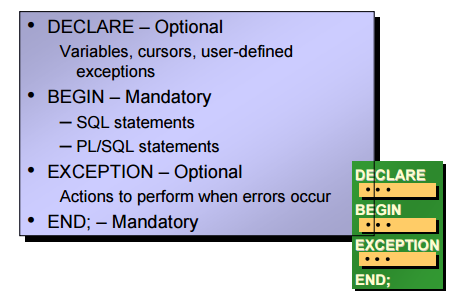 • DECLARE – Optional
Variables, cursors, user-defined
exceptions
• BEGIN – Mandatory
– SQL statements
– PL/SQL statements
• EXCEPTION – Optional
Actions to perform when errors occur
• END; – Mandatory
DECLARE
• • •
BEGIN
• • •
EXCEPTION
• • •
END;